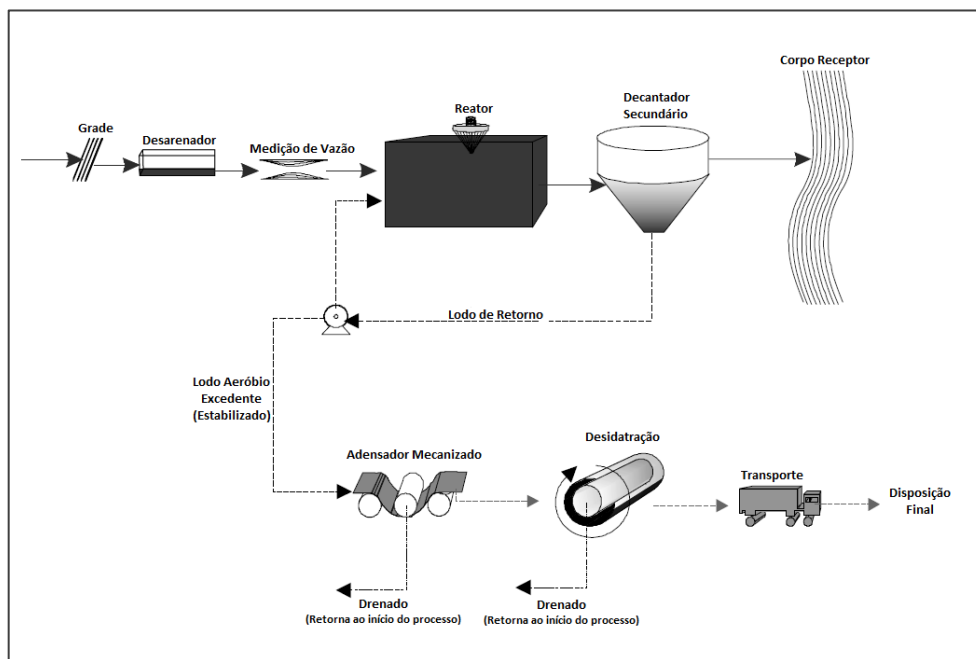 Corpo Receptor
Decantador
Secundário
Reator
Grade
Desarenador
Medição de Vazão
Lodo de Retorno
Lodo Aeróbio
Excedente
(Estabilizado)
Adensador Mecanizado
Desidatração
Transporte
Disposição
Final
Drenado
(Retorna ao início do processo)
Drenado
(Retorna ao início do processo)